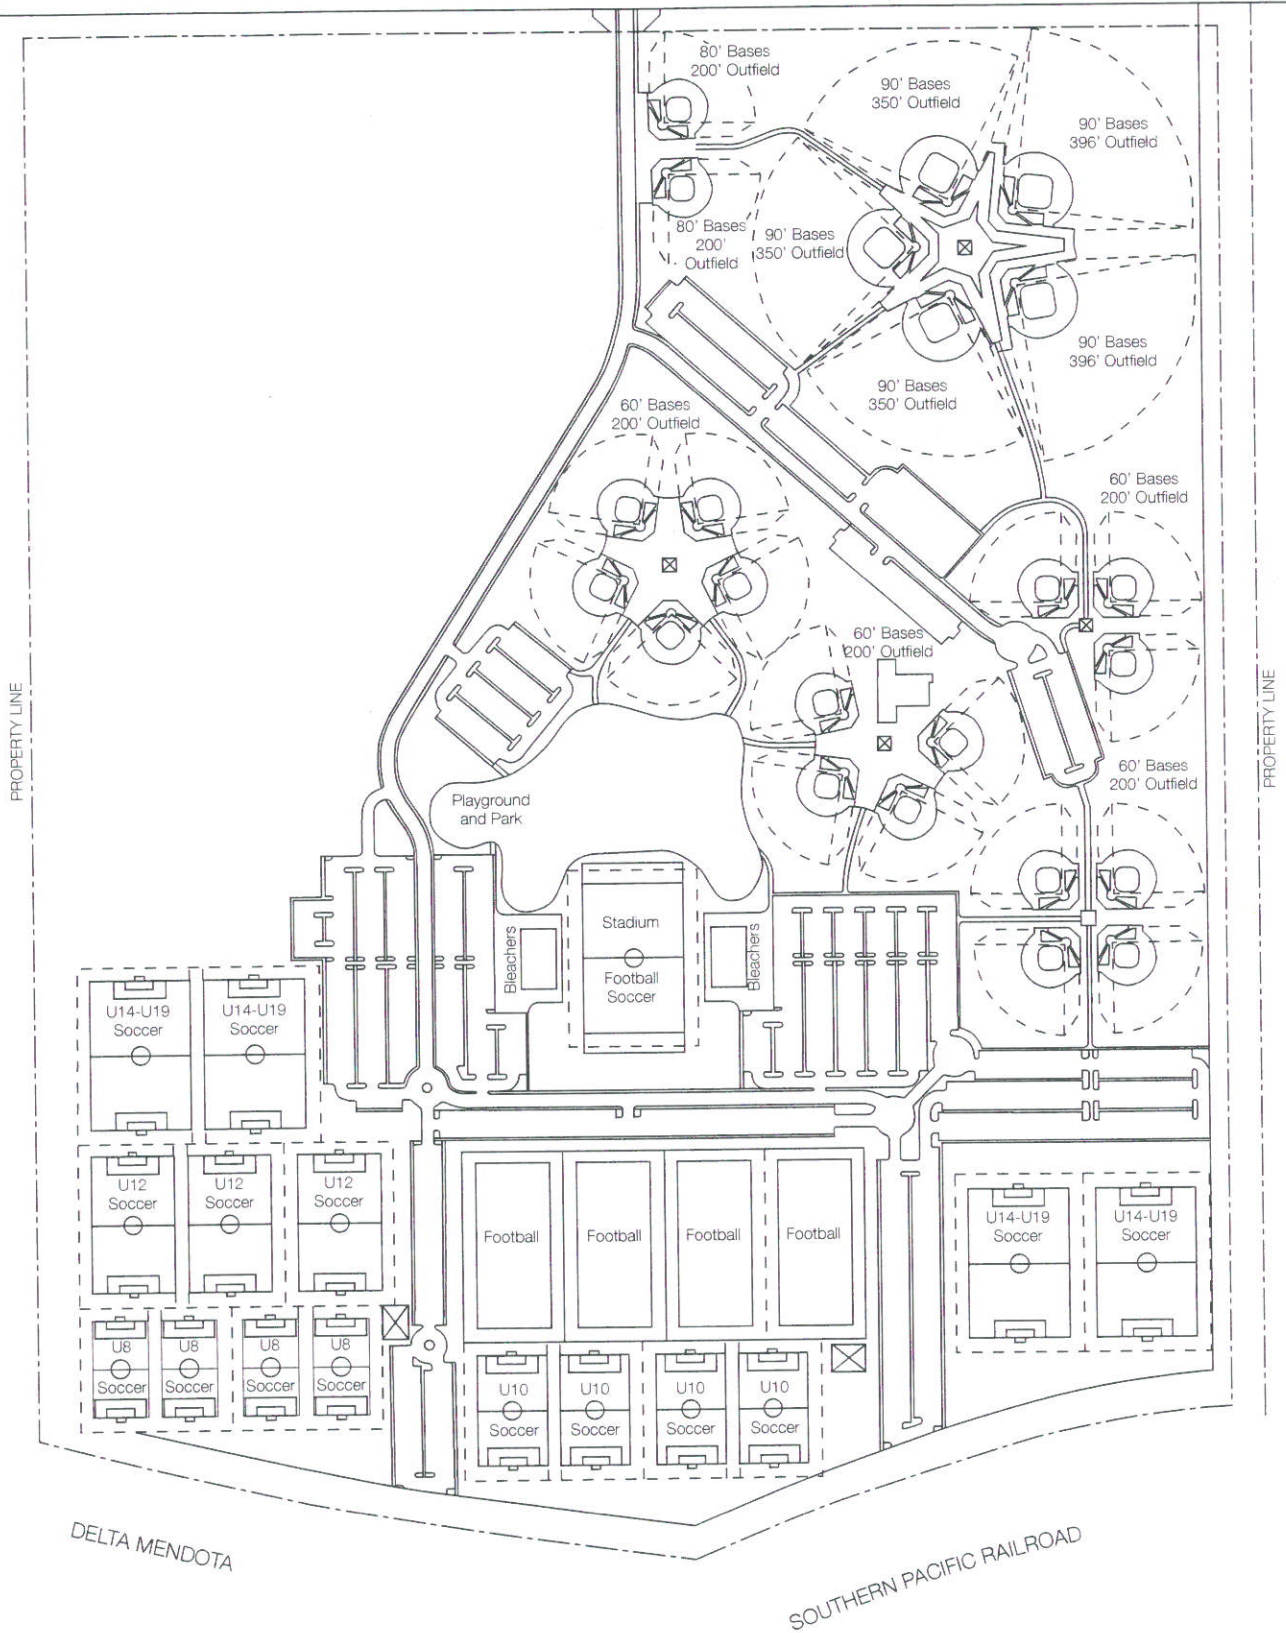 80' Bases
200' Outfield
90' Bases
350' Outfield
90' Bases
396' Outfield
80' Bases
200'
Outfield
90' Bases
350' Outfield
90' Bases
396' Outfield
90' Bases
350' Outfield
60' Bases
200' Outfield
60' Bases
200' Outfield
60' Bases
200' Outfield
PROPERTY LINE
PROPERTY LINE
60' Bases
200' Outfield
Playground
and Park
Bleachers
Stadium
Football
Soccer
Bleachers
U14-U19
Soccer
U14-U19
Soccer
U12
Soccer
U12
Soccer
U12
Soccer
Football
Football
Football
Football
U14-U19
Soccer
U14-U19
Soccer
U8
Soccer
U8
Soccer
U8
Soccer
U8
Soccer
U10
Soccer
U10
Soccer
U10
Soccer
U10
Soccer
DELTA MENDOTA
SOUTHERN PACIFIC RAILROAD